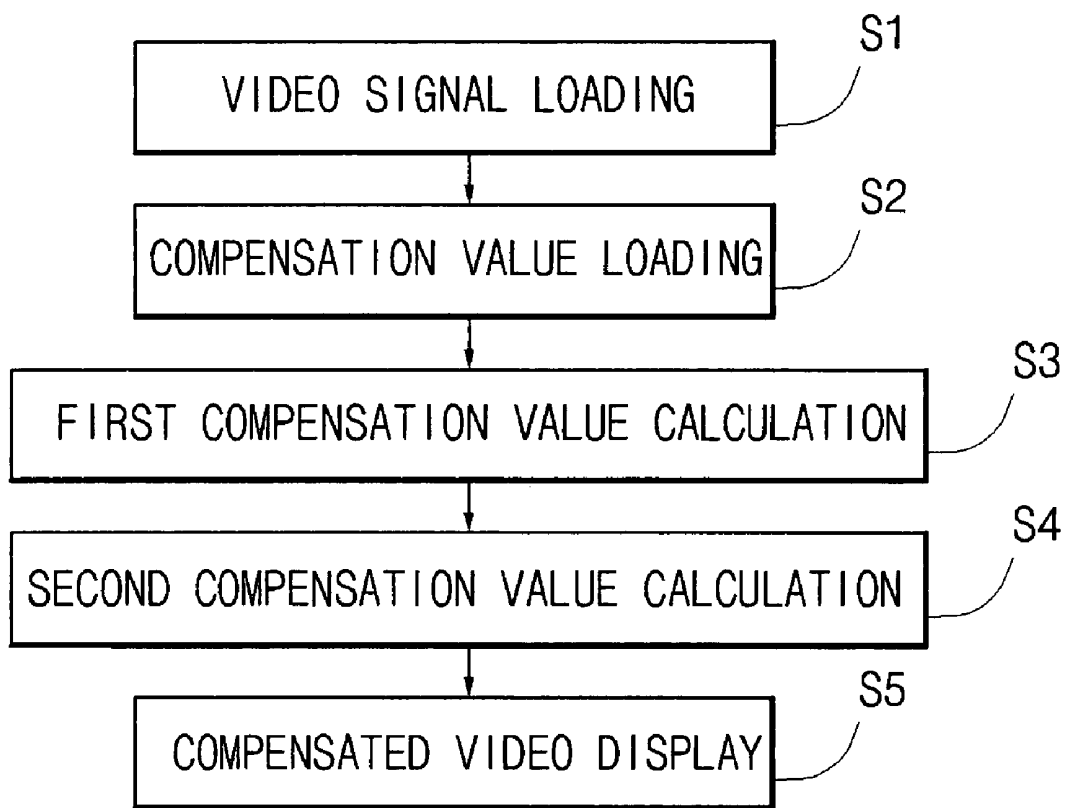 S1
VIDEO SIGNAL LOADING
S2
COMPENSATION VALUE LOADING
S3
FIRST COMPENSATION VALUE CALCULATION
S4
SECOND COMPENSATION VALUE CALCULATION
S5
COMPENSATED VIDEO DISPLAY